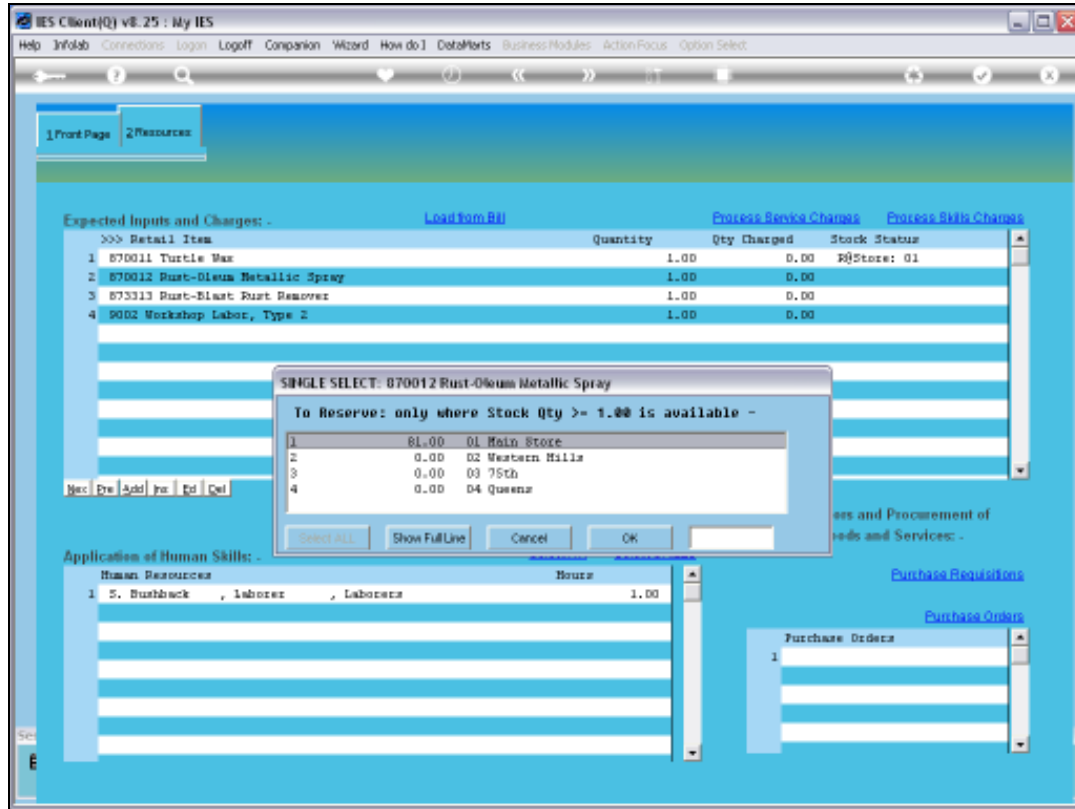 IES Client(Q) v8.25 : My IES
Help Infolab Connections Logon Logoff Companion Wizard How do I DataMarts Business Modules Action Focus Option Select
1 Front Page 2 Resources
Expected Inputs and Charges: - Load from Bill Process Service Charges Process Skills Charges
>>> Retail Item Quantity Qty Charged Stock Status
1 870011 Turtle Wax 1.00 0.00 R@Store: 01
2 870012 Rust-Oleum Metallic Spray 1.00 0.00
3 873313 Rust-Blast Rust Remover 1.00 0.00
4 9002 Workshop Labor, Type 2 1.00 0.00
SINGLE SELECT: 870012 Rust-Oleum Metallic Spray
To Reserve: only where Stock Qty >= 1.00 is available -
1 81.00 01 Main Store
2 0.00 02 Western Hills
3 0.00 03 75th
4 0.00 04 Queens
Select ALL Show Full Line Cancel OK
Nex Pre Add Ins Ed Del
ors and Procurement of
oods and Services: -
Application of Human Skills: -
Human Resources Hours
1 S. Bushback , laborer , Laborers 1.00
Purchase Requisitions
Purchase Orders
Purchase Orders
1